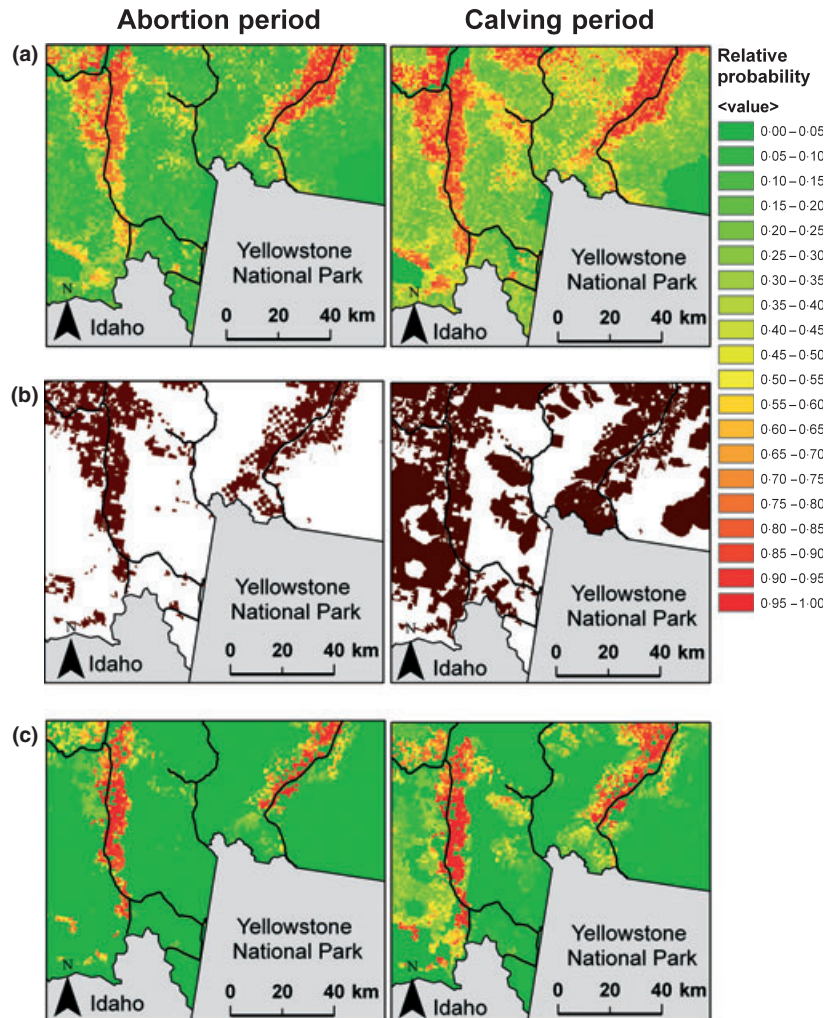 Abortion period
Calving period
(a)
N
Idaho
Yellowstone
National Park
0 20 40 km
N
Idaho
Yellowstone
National Park
0 20 40 km
Relative
probability
<value>
0·00 – 0·05
0·05 – 0·10
0·10 – 0·15
0·15 – 0·20
0·20 – 0·25
0·25 – 0·30
0·30 – 0·35
0·35 – 0·40
0·40 – 0·45
0·45 – 0·50
0·50 – 0·55
0·55 – 0·60
0·60 – 0·65
0·65 – 0·70
0·70 – 0·75
0·75 – 0·80
0·80 – 0·85
0·85 – 0·90
0·90 – 0·95
0·95 – 1·00
(b)
N
Idaho
Yellowstone
National Park
0 20 40 km
N
Idaho
Yellowstone
National Park
0 20 40 km
(c)
N
Idaho
Yellowstone
National Park
0 20 40 km
N
Idaho
Yellowstone
National Park
0 20 40 km